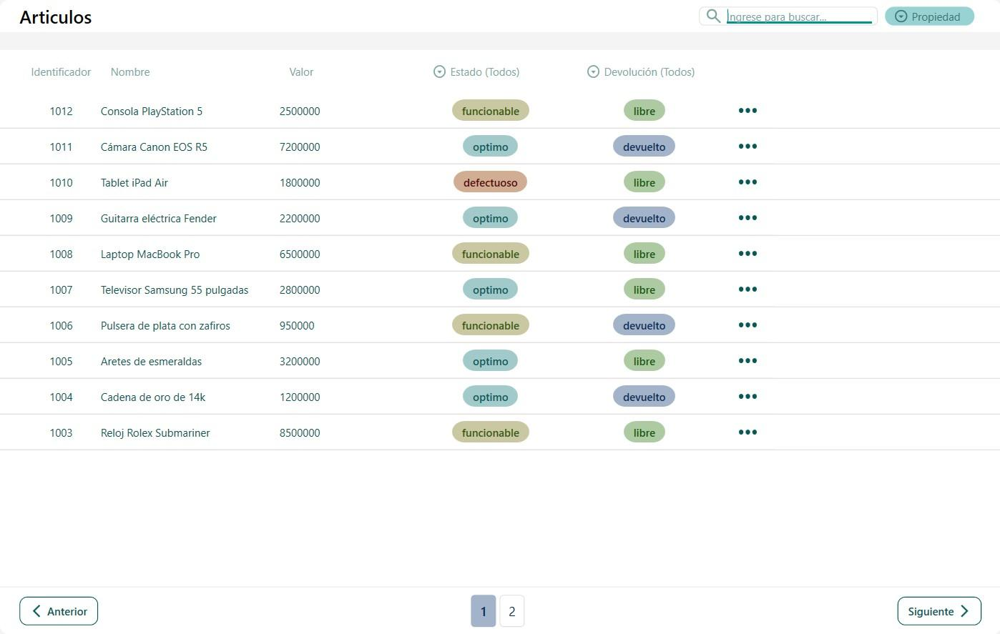 Articulos
Ingrese para buscar...
Propiedad
Identificador Nombre Valor Estado (Todos) Devolución (Todos)
1012 Consola PlayStation 5 2500000 funcionable libre
1011 Cámara Canon EOS R5 7200000 optimo devuelto
1010 Tablet iPad Air 1800000 defectuoso libre
1009 Guitarra eléctrica Fender 2200000 optimo devuelto
1008 Laptop MacBook Pro 6500000 funcionable libre
1007 Televisor Samsung 55 pulgadas 2800000 optimo libre
1006 Pulsera de plata con zafiros 950000 funcionable devuelto
1005 Aretes de esmeraldas 3200000 optimo libre
1004 Cadena de oro de 14k 1200000 optimo devuelto
1003 Reloj Rolex Submariner 8500000 funcionable libre
Anterior 1 2 Siguiente